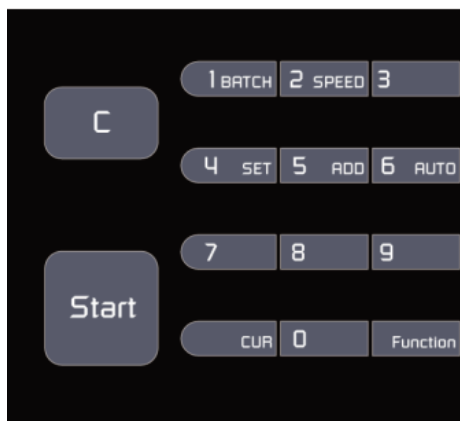 1 BATCH 2 SPEED 3
C
4 SET 5 ADD 6 AUTO
7 8 9
Start
CUR 0 Function